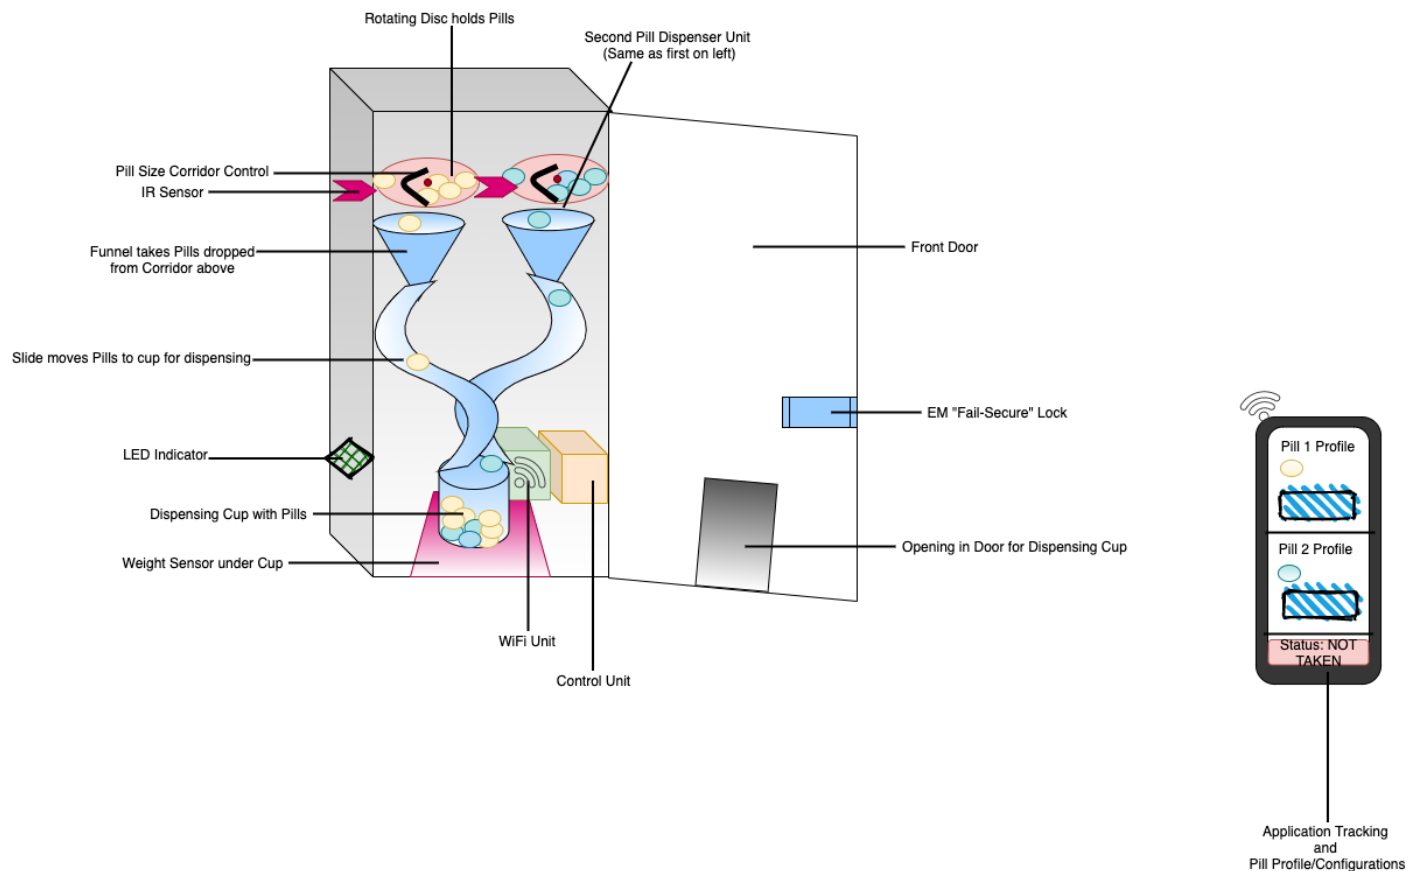 Rotating Disc holds Pills
Second Pill Dispenser Unit
(Same as first on left)
Pill Size Corridor Control
IR Sensor
Funnel takes Pills dropped
from Corridor above
Front Door
Slide moves Pills to cup for dispensing
EM "Fail-Secure" Lock
LED Indicator
Dispensing Cup with Pills
Opening in Door for Dispensing Cup
Weight Sensor under Cup
WiFi Unit
Control Unit
Pill 1 Profile
Pill 2 Profile
Status: NOT
TAKEN
Application Tracking
and
Pill Profile/Configurations